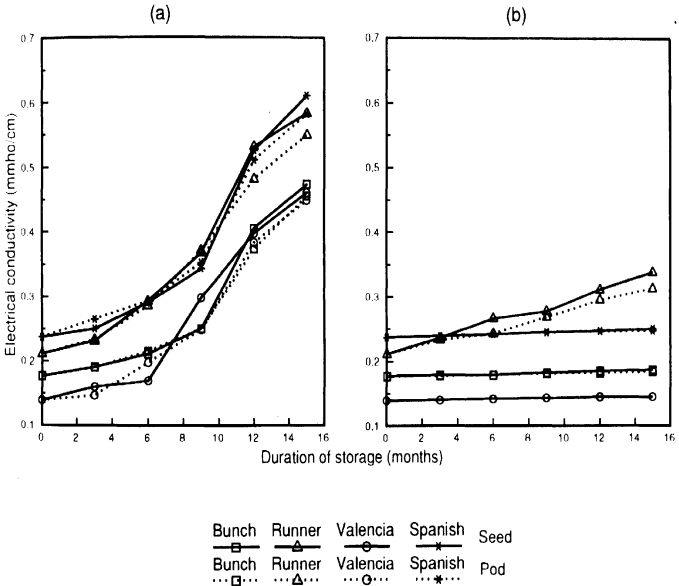 (a) (b)
0.7 0.7
0.6 0.6
0.5 0.5
0.4 0.4
0.3 0.3
0.2 0.2
0.1 0.1
Electrical conductivity (mmho/cm)
0 2 4 6 8 10 12 14 16 0 2 4 6 8 10 12 14 16
Duration of storage (months)
Bunch Runner Valencia Spanish Seed
Bunch Runner Valencia Spanish Pod